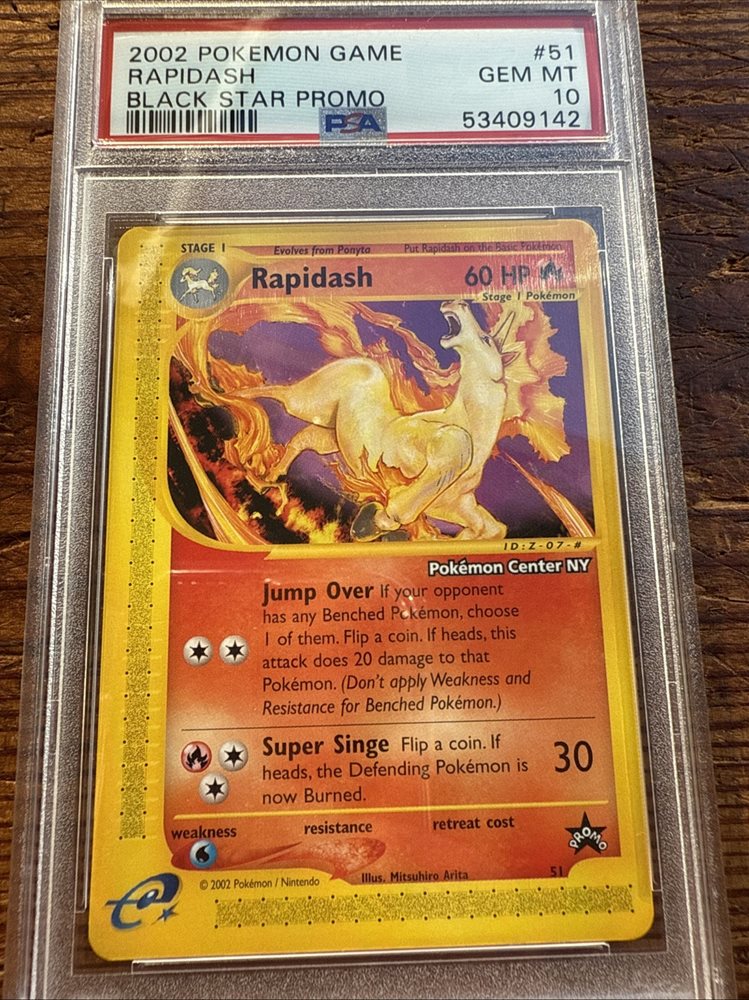 2002 POKEMON GAME #51
RAPIDASH GEM MT
BLACK STAR PROMO 10
PSA 53409142
STAGE 1 Evolves from Ponyta Put Rapidash on the Basic Pokémon
Rapidash 60 HP
Stage 1 Pokémon
ID:Z-07-#
Pokémon Center NY
Jump Over If your opponent
has any Benched Pokémon, choose
1 of them. Flip a coin. If heads, this
attack does 20 damage to that
Pokémon. (Don't apply Weakness and
Resistance for Benched Pokémon.)
Super Singe Flip a coin. If
heads, the Defending Pokémon is 30
now Burned.
weakness resistance retreat cost
PROMO
Illus. Mitsuhiro Arita 51
© 2002 Pokémon / Nintendo
e